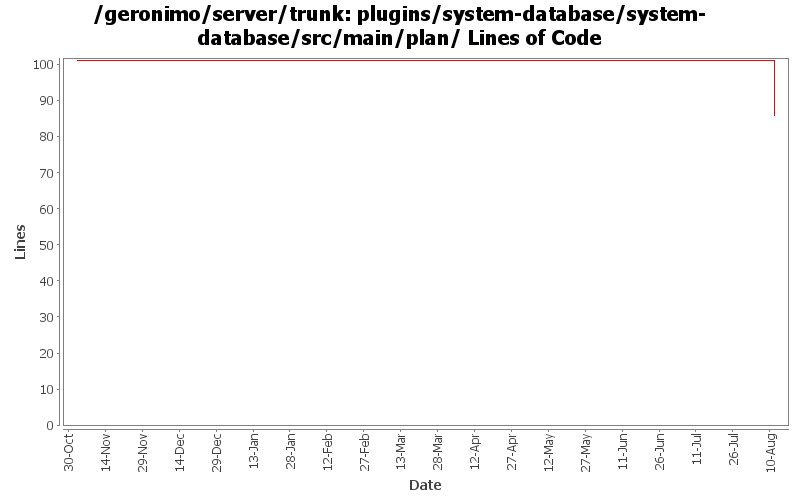 /geronimo/server/trunk: plugins/system-database/system-
database/src/main/plan/ Lines of Code
100
90
80
70
60
50
40
30
20
10
0
Lines
30-Oct
14-Nov
29-Nov
14-Dec
29-Dec
13-Jan
28-Jan
12-Feb
27-Feb
13-Mar
28-Mar
12-Apr
27-Apr
12-May
27-May
11-Jun
26-Jun
11-Jul
26-Jul
10-Aug
Date